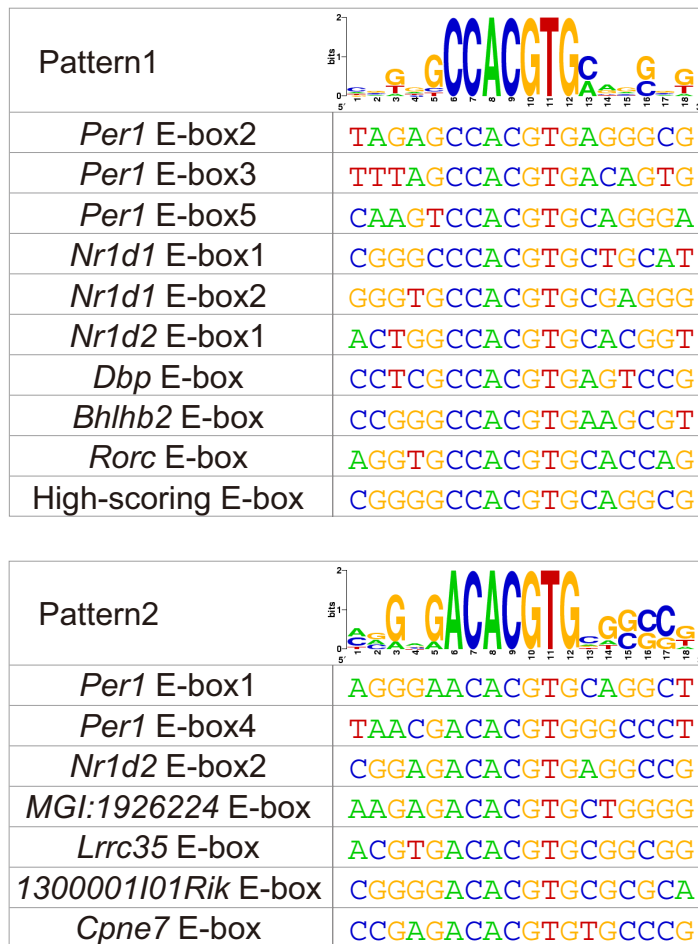 Pattern1
bits
2
1
0
CCACGTG
5′ 1 2 3 4 5 6 7 8 9 10 11 12 13 14 15 16 17 18
Per1 E-box2 TAGAGCCACGTGAGGGCG
Per1 E-box3 TTTAGCCACGTGACAGTG
Per1 E-box5 CAAGTCCACGTGCAGGGA
Nr1d1 E-box1 CGGGCCCACGTGCTGCAT
Nr1d1 E-box2 GGGTGCCACGTGCGAGGG
Nr1d2 E-box1 ACTGGCCACGTGCACGGT
Dbp E-box CCTCGCCACGTGAGTCCG
Bhlhb2 E-box CCGGGCCACGTGAAGCGT
Rorc E-box AGGTGCCACGTGCACCAG
High-scoring E-box CGGGGCCACGTGCAGGCG
Pattern2
bits
2
1
0
ACACGTG
5′ 1 2 3 4 5 6 7 8 9 10 11 12 13 14 15 16 17 18
Per1 E-box1 AGGGAACACGTGCAGGCT
Per1 E-box4 TAACGACACGTGGGCCCT
Nr1d2 E-box2 CGGAGACACGTGAGGCCG
MGI:1926224 E-box AAGAGACACGTGCTGGGG
Lrrc35 E-box ACGTGACACGTGCGGCGG
1300001I01Rik E-box CGGGGACACGTGCGCGCA
Cpne7 E-box CCGAGACACGTGTGCCCG